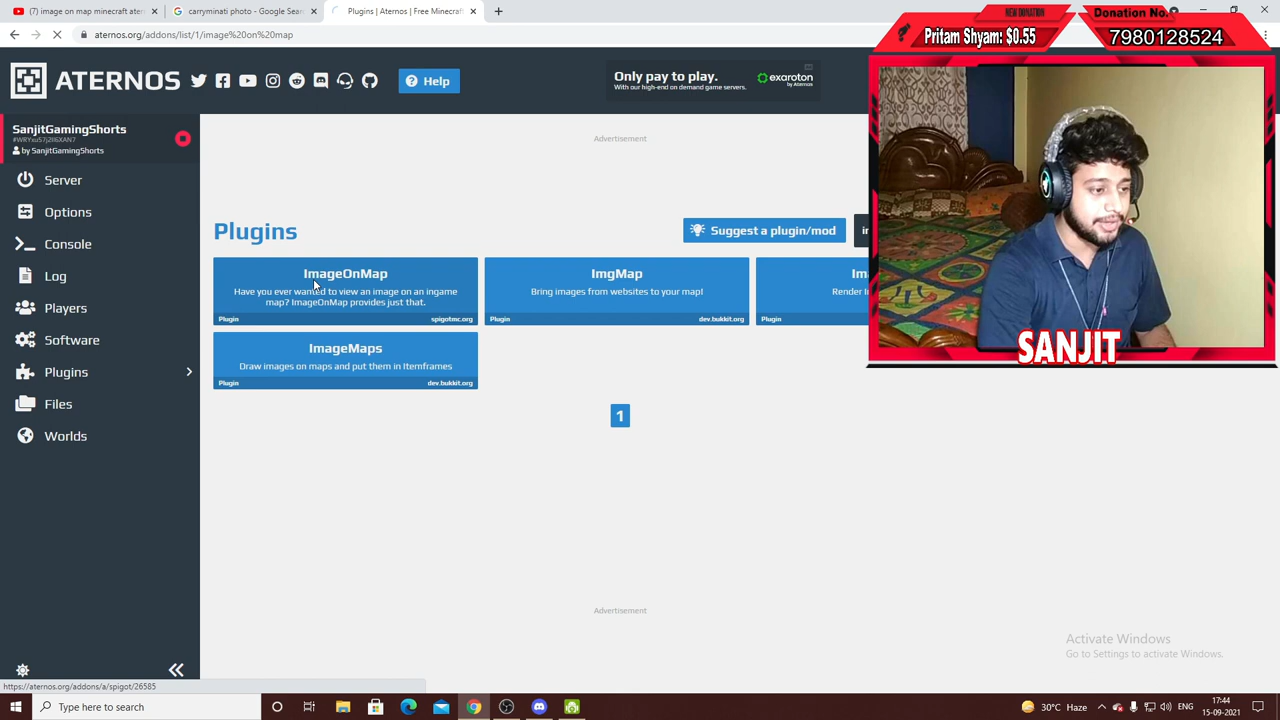 (7) image on map minecraft atern
carryminati photo - Google Sear
Plugins | Aternos | Free Minecraft
aternos.org/addons/list/1/image%20on%20map
NEW DONATION
Pritam Shyam: $0.55
Donation No.
7980128524
ATERNOS
Help
Only pay to play.
With our high-end on demand game servers.
exaroton
by Aternos
SanjitGamingShorts
by SanjitGamingShorts
Advertisement
Server
Options
Console
Log
Players
Software
Plugins
Files
Worlds
Plugins
Suggest a plugin/mod
ImageOnMap
Have you ever wanted to view an image on an ingame
map? ImageOnMap provides just that.
Plugin
spigotmc.org
ImgMap
Bring images from websites to your map!
Plugin
dev.bukkit.org
Render
Plugin
ImageMaps
Draw images on maps and put them in Itemframes
Plugin
dev.bukkit.org
1
SANJIT
Advertisement
Activate Windows
Go to Settings to activate Windows.
https://aternos.org/addons/a/spigot/26585
Type here to search
30°C Haze
ENG
17:44
15-09-2021